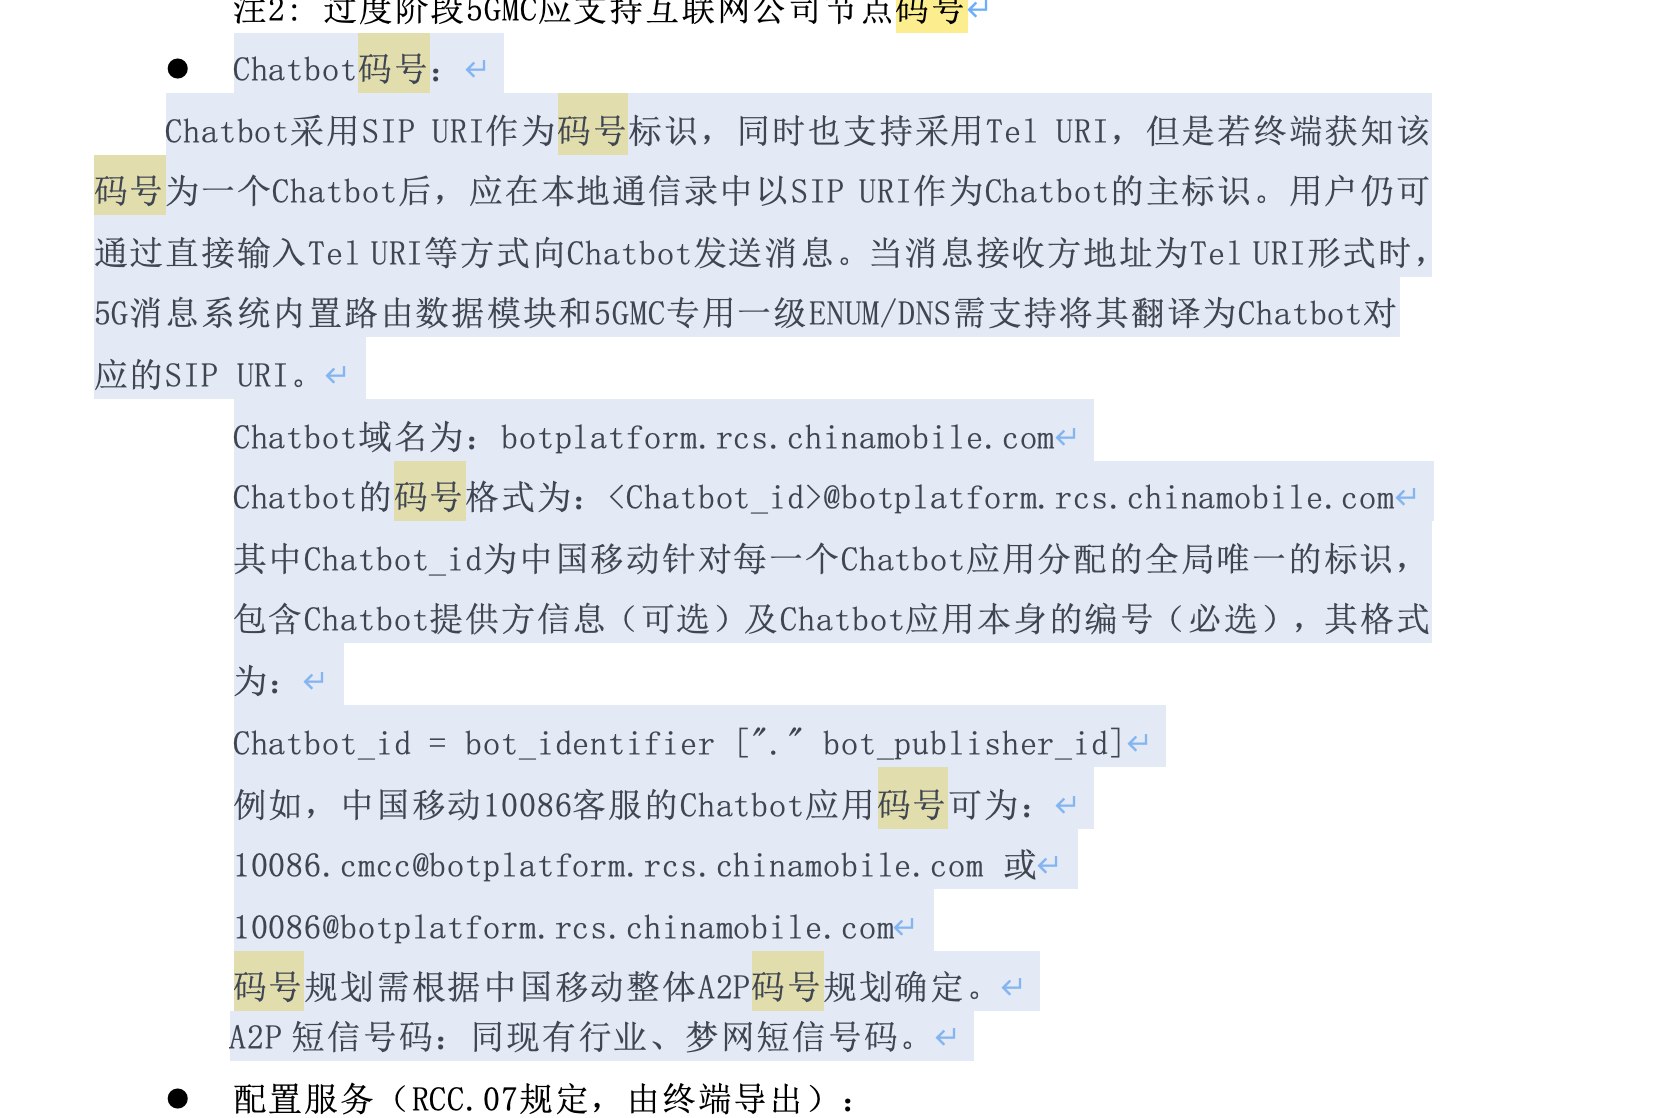 注2: 过度阶段5GMC应支持互联网公司节点码号
● Chatbot码号：
Chatbot采用SIP URI作为码号标识，同时也支持采用Tel URI，但是若终端获知该
码号为一个Chatbot后，应在本地通信录中以SIP URI作为Chatbot的主标识。用户仍可
通过直接输入Tel URI等方式向Chatbot发送消息。当消息接收方地址为Tel URI形式时，
5G消息系统内置路由数据模块和5GMC专用一级ENUM/DNS需支持将其翻译为Chatbot对
应的SIP URI。
Chatbot域名为：botplatform.rcs.chinamobile.com
Chatbot的码号格式为：<Chatbot_id>@botplatform.rcs.chinamobile.com
其中Chatbot_id为中国移动针对每一个Chatbot应用分配的全局唯一的标识，
包含Chatbot提供方信息（可选）及Chatbot应用本身的编号（必选），其格式
为：
Chatbot_id = bot_identifier ["." bot_publisher_id]
例如，中国移动10086客服的Chatbot应用码号可为：
10086.cmcc@botplatform.rcs.chinamobile.com 或
10086@botplatform.rcs.chinamobile.com
码号规划需根据中国移动整体A2P码号规划确定。
A2P 短信号码：同现有行业、梦网短信号码。
● 配置服务（RCC.07规定，由终端导出）：